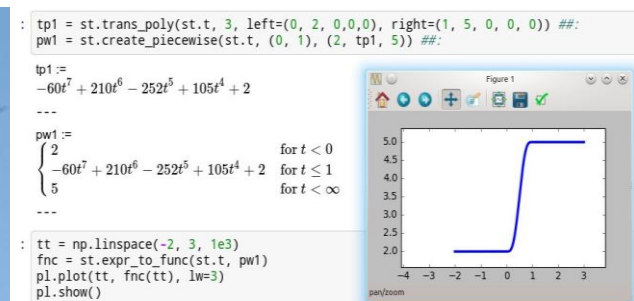 : tp1 = st.trans_poly(st.t, 3, left=(0, 2, 0,0,0), right=(1, 5, 0, 0, 0)) ##:
pw1 = st.create_piecewise(st.t, (0, 1), (2, tp1, 5)) ##:
tp1 :=
−60t⁷ + 210t⁶ − 252t⁵ + 105t⁴ + 2
---
pw1 :=
2 for t < 0
−60t⁷ + 210t⁶ − 252t⁵ + 105t⁴ + 2 for t ≤ 1
5 for t < ∞
---
: tt = np.linspace(-2, 3, 1e3)
fnc = st.expr_to_func(st.t, pw1)
pl.plot(tt, fnc(tt), lw=3)
pl.show()
Figure 1
5.0
4.5
4.0
3.5
3.0
2.5
2.0
−4 −3 −2 −1 0 1 2 3
pan/zoom